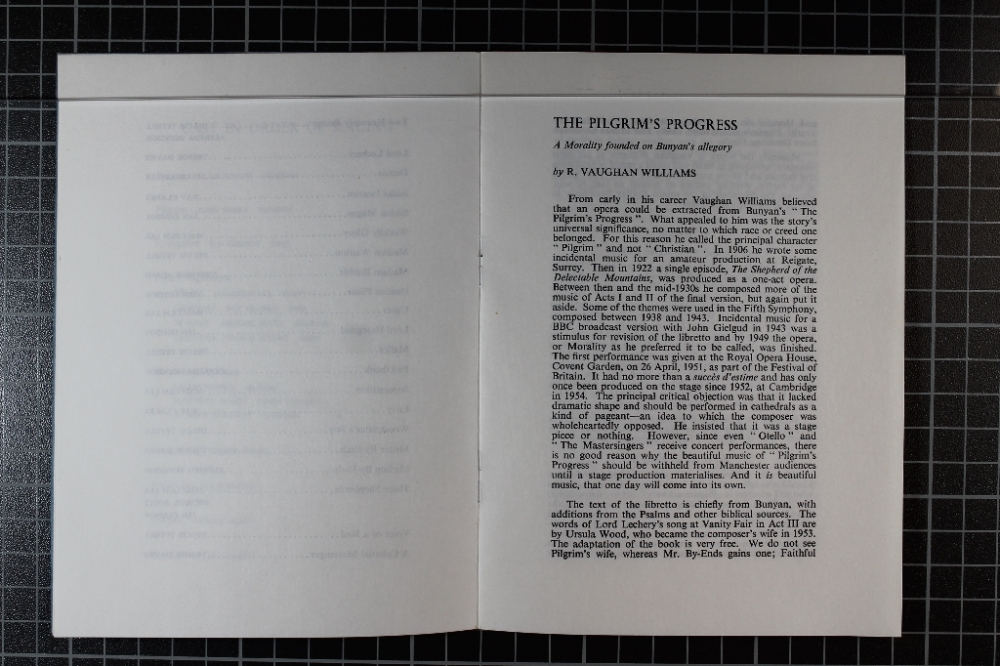 THE PILGRIM'S PROGRESS
A Morality founded on Bunyan's allegory
by R. VAUGHAN WILLIAMS
From early in his career Vaughan Williams believed
that an opera could be extracted from Bunyan's " The
Pilgrim's Progress ". What appealed to him was the story's
universal significance, no matter to which race or creed one
belonged. For this reason he called the principal character
" Pilgrim " and not " Christian ". In 1906 he wrote some
incidental music for an amateur production at Reigate,
Surrey. Then in 1922 a single episode, The Shepherd of the
Delectable Mountains, was produced as a one-act opera.
Between then and the mid-1930s he composed more of the
music of Acts I and II of the final version, but again put it
aside. Some of the themes were used in the Fifth Symphony,
composed between 1938 and 1943. Incidental music for a
BBC broadcast version with John Gielgud in 1943 was a
stimulus for revision of the libretto and by 1949 the opera,
or Morality as he preferred it to be called, was finished.
The first performance was given at the Royal Opera House,
Covent Garden, on 26 April, 1951, as part of the Festival of
Britain. It had no more than a succès d'estime and has only
once been produced on the stage since 1952, at Cambridge
in 1954. The principal critical objection was that it lacked
dramatic shape and should be performed in cathedrals as a
kind of pageant—an idea to which the composer was
wholeheartedly opposed. He insisted that it was a stage
piece or nothing. However, since even " Otello " and
" The Mastersingers " receive concert performances, there
is no good reason why the beautiful music of " Pilgrim's
Progress " should be withheld from Manchester audiences
until a stage production materialises. And it is beautiful
music, that one day will come into its own.
The text of the libretto is chiefly from Bunyan, with
additions from the Psalms and other biblical sources. The
words of Lord Lechery's song at Vanity Fair in Act III are
by Ursula Wood, who became the composer's wife in 1953.
The adaptation of the book is very free. We do not see
Pilgrim's wife, whereas Mr. By-Ends gains one; Faithful